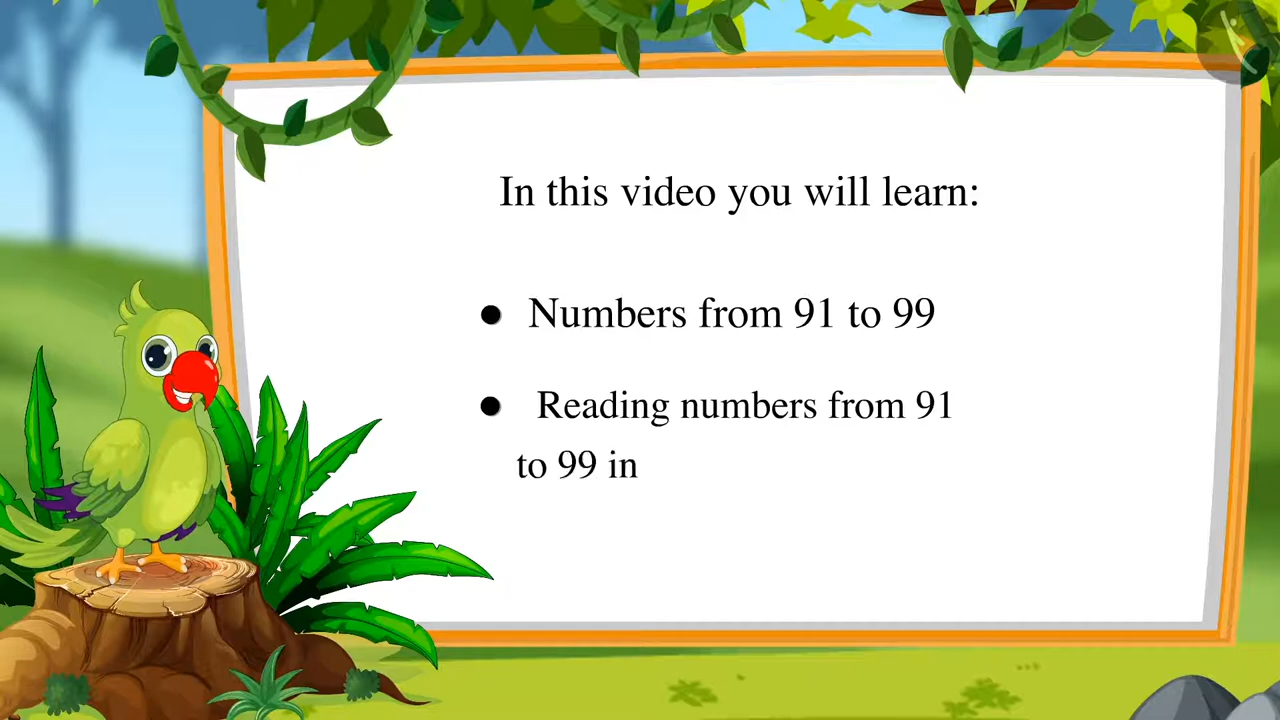 In this video you will learn:
● Numbers from 91 to 99
● Reading numbers from 91
to 99 in